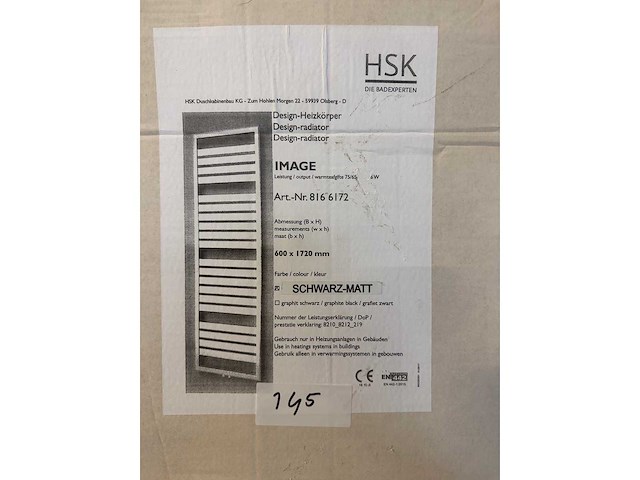 HSK
DIE BADEXPERTEN
HSK Duschkabinenbau KG - Zum Hohlen Morgen 22 - 59939 Olsberg - D
Design-Heizkörper
Design-radiator
Design-radiator
IMAGE
Leistung / output / warmteafgifte 75/65 W
Art.-Nr. 816 6172
Abmessung (B x H)
measurements (w x h)
maat (b x h)
600 x 1720 mm
Farbe / colour / kleur
SCHWARZ-MATT
graphit schwarz / graphite black / grafiet zwart
Nummer der Leistungserklärung / DoP /
prestatie verklaring: 8210_8212_219
Gebrauch nur in Heizungsanlagen in Gebäuden
Use in heatings systems in buildings
Gebruik alleen in verwarmingssystemen in gebouwen
CE
EN 442
145